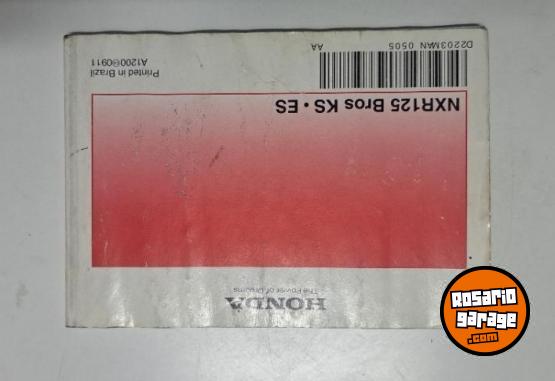 HONDA
The Power of Dreams
NXR125 Bros KS • ES
D2203MAN 0505 AA
Printed in Brazil
A1200@0911
Rosario
garage
.com